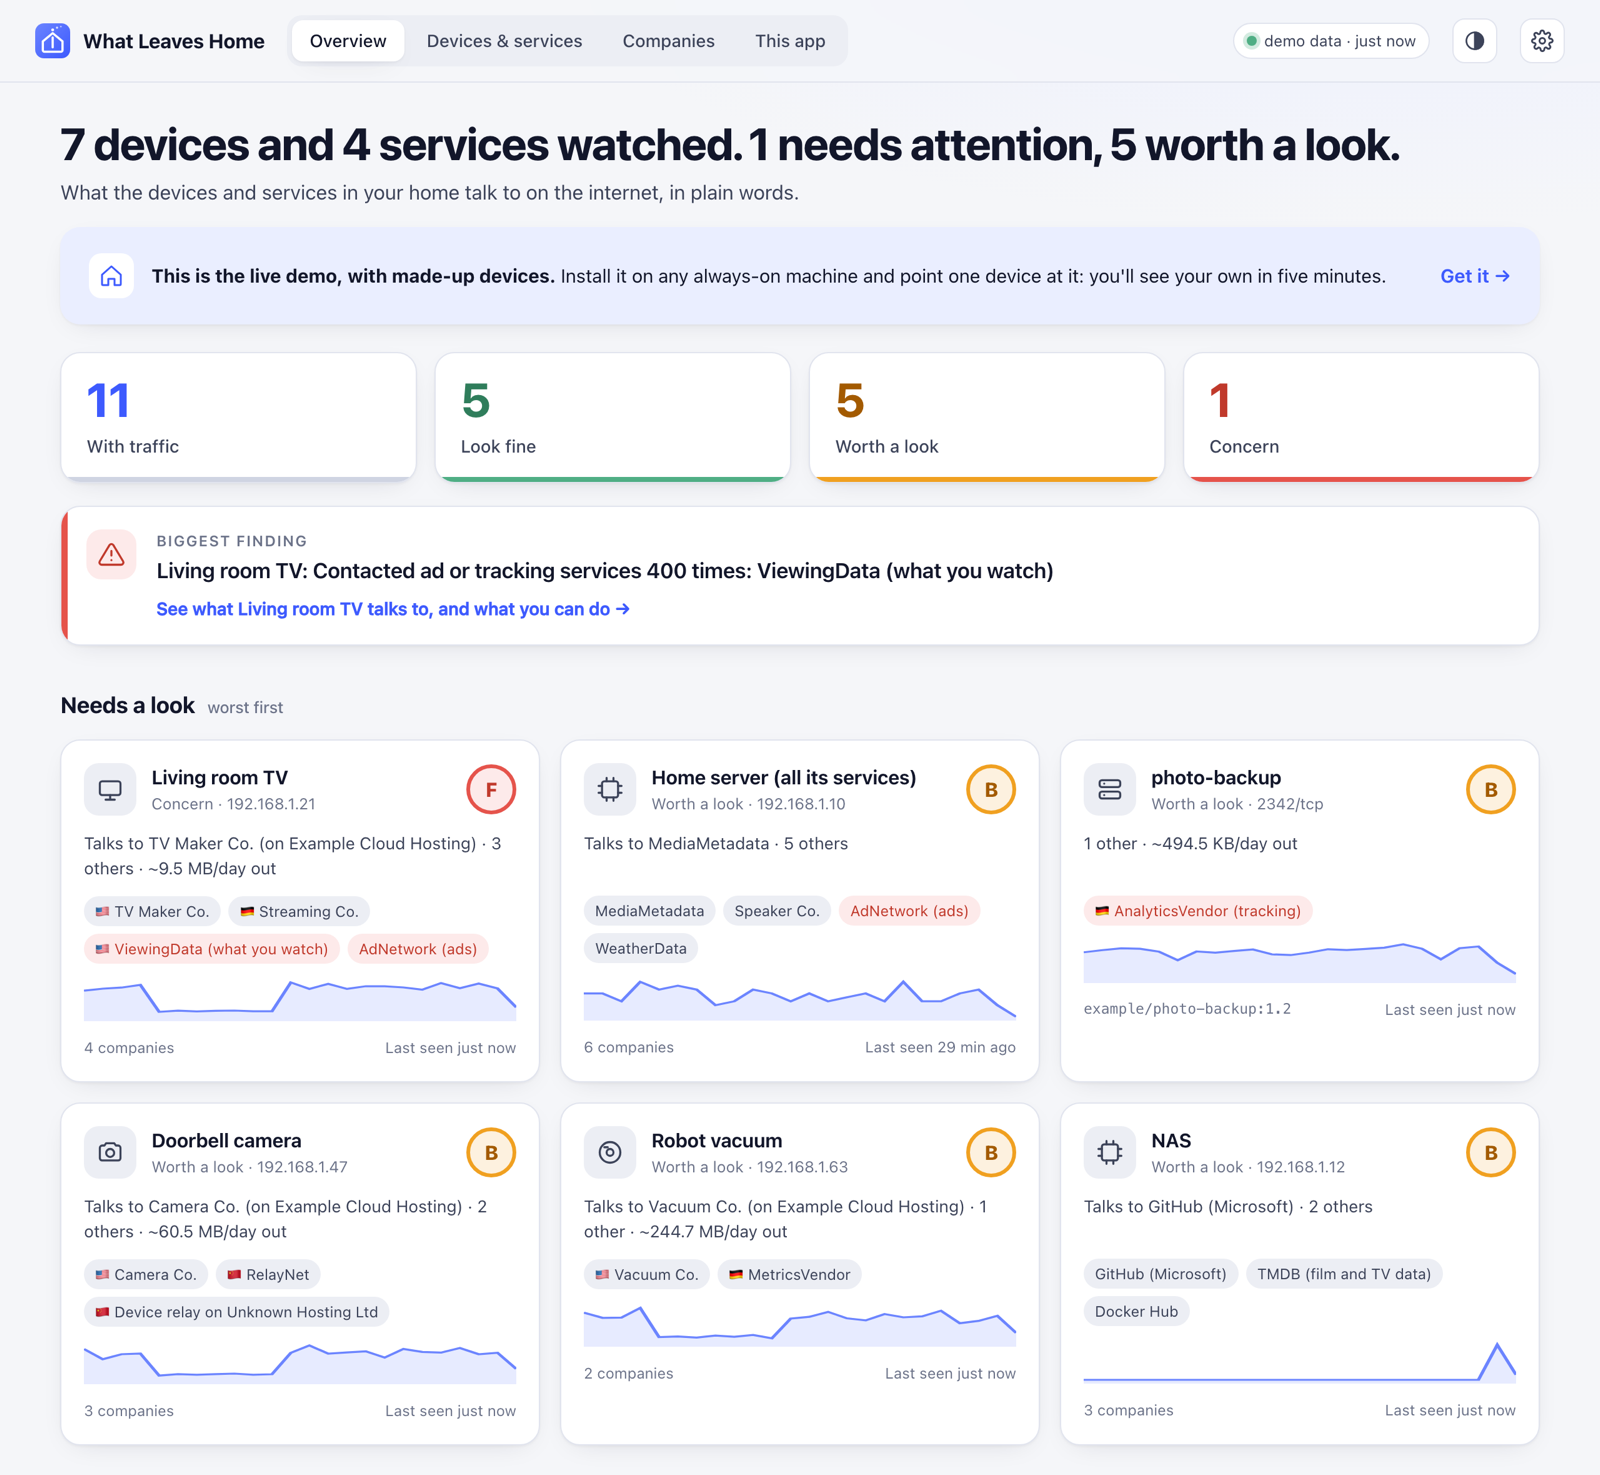 What Leaves Home
Overview
Devices & services
Companies
This app
demo data · just now
7 devices and 4 services watched. 1 needs attention, 5 worth a look.
What the devices and services in your home talk to on the internet, in plain words.
This is the live demo, with made-up devices. Install it on any always-on machine and point one device at it: you'll see your own in five minutes.
Get it →
11
With traffic
5
Look fine
5
Worth a look
1
Concern
BIGGEST FINDING
Living room TV: Contacted ad or tracking services 400 times: ViewingData (what you watch)
See what Living room TV talks to, and what you can do →
Needs a look worst first
Living room TV
Concern · 192.168.1.21
F
Talks to TV Maker Co. (on Example Cloud Hosting) · 3
others · ~9.5 MB/day out
TV Maker Co.
Streaming Co.
ViewingData (what you watch)
AdNetwork (ads)
4 companies
Last seen just now
Home server (all its services)
Worth a look · 192.168.1.10
B
Talks to MediaMetadata · 5 others
MediaMetadata
Speaker Co.
AdNetwork (ads)
WeatherData
6 companies
Last seen 29 min ago
photo-backup
Worth a look · 2342/tcp
B
1 other · ~494.5 KB/day out
AnalyticsVendor (tracking)
example/photo-backup:1.2
Last seen just now
Doorbell camera
Worth a look · 192.168.1.47
B
Talks to Camera Co. (on Example Cloud Hosting) · 2
others · ~60.5 MB/day out
Camera Co.
RelayNet
Device relay on Unknown Hosting Ltd
3 companies
Last seen just now
Robot vacuum
Worth a look · 192.168.1.63
B
Talks to Vacuum Co. (on Example Cloud Hosting) · 1
other · ~244.7 MB/day out
Vacuum Co.
MetricsVendor
2 companies
Last seen just now
NAS
Worth a look · 192.168.1.12
B
Talks to GitHub (Microsoft) · 2 others
GitHub (Microsoft)
TMDB (film and TV data)
Docker Hub
3 companies
Last seen just now